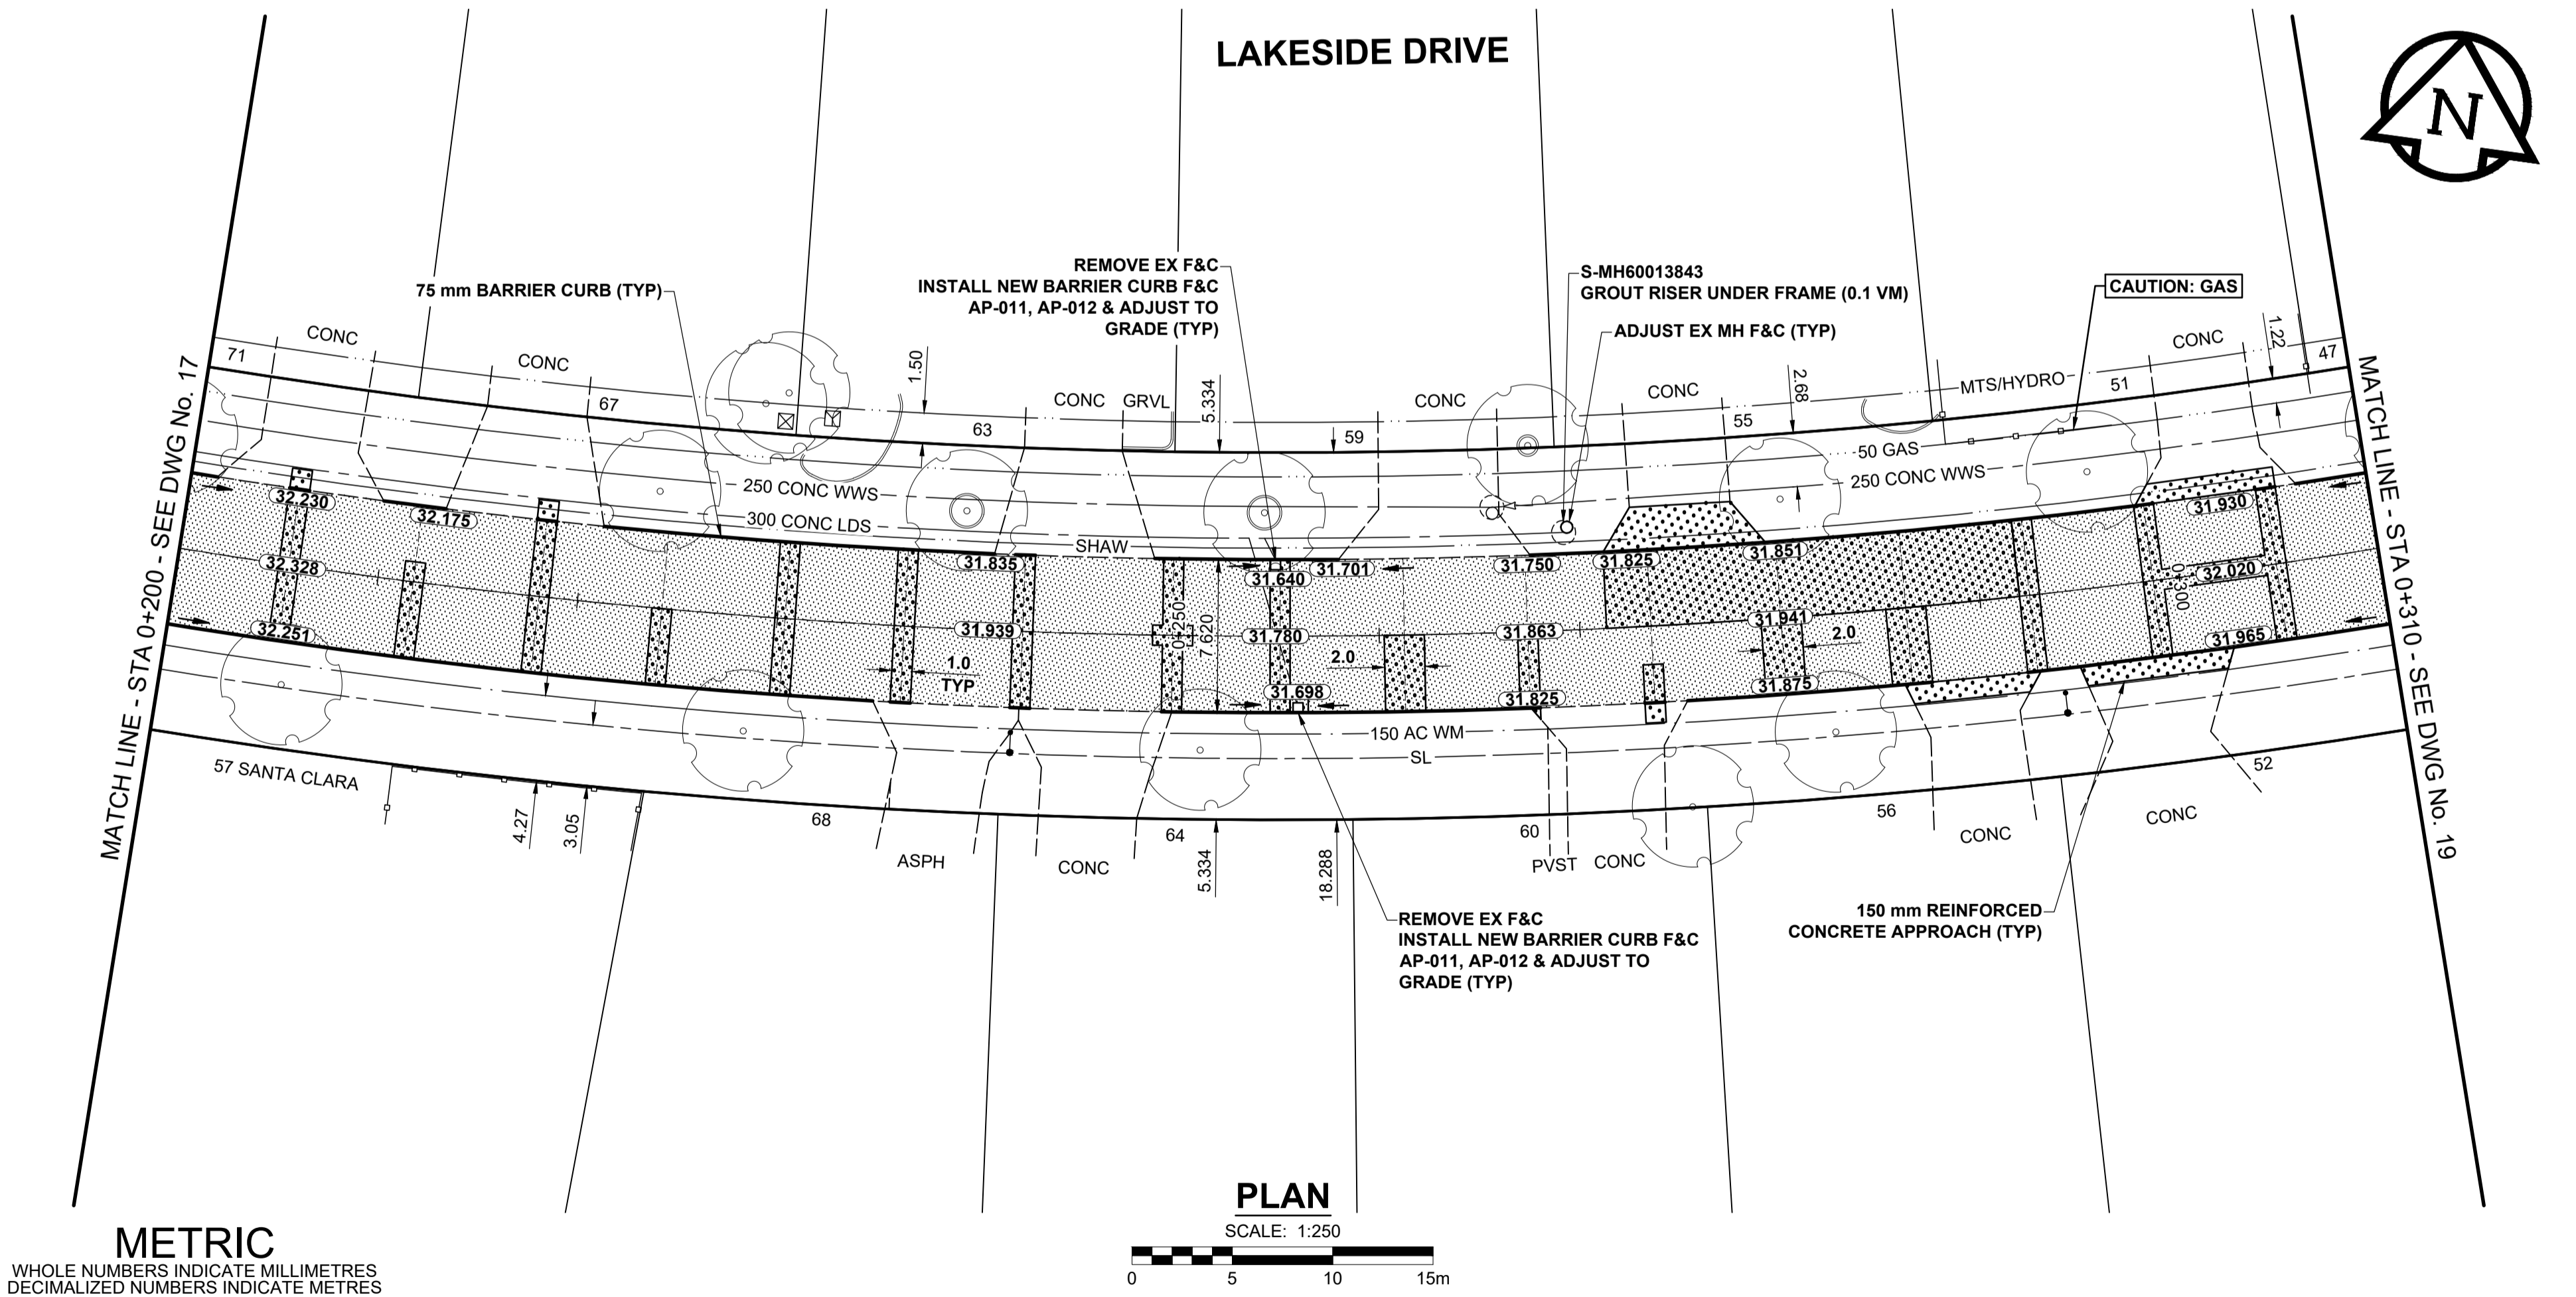 LAKESIDE DRIVE
N
REMOVE EX F&C
INSTALL NEW BARRIER CURB F&C
AP-011, AP-012 & ADJUST TO
GRADE (TYP)
S-MH60013843
GROUT RISER UNDER FRAME (0.1 VM)
ADJUST EX MH F&C (TYP)
CAUTION: GAS
75 mm BARRIER CURB (TYP)
MATCH LINE - STA 0+200 - SEE DWG No. 17
MATCH LINE - STA 0+310 - SEE DWG No. 19
71
CONC
CONC
67
1.50
63
CONC
GRVL
5.334
59
CONC
CONC
55
2.68
MTS/HYDRO
51
CONC
1.22
47
50 GAS
250 CONC WWS
250 CONC WWS
300 CONC LDS
SHAW
32.230
32.175
31.835
31.640
31.701
31.750
31.825
31.851
31.930
32.328
31.939
0+250
7.620
31.780
31.863
31.941
2.0
0+300
32.020
32.251
1.0
TYP
2.0
31.698
31.825
31.875
31.965
150 AC WM
SL
57 SANTA CLARA
4.27
3.05
68
ASPH
CONC
64
5.334
18.288
60
PVST
CONC
56
CONC
CONC
52
REMOVE EX F&C
INSTALL NEW BARRIER CURB F&C
AP-011, AP-012 & ADJUST TO
GRADE (TYP)
150 mm REINFORCED
CONCRETE APPROACH (TYP)
PLAN
SCALE: 1:250
0 5 10 15m
METRIC
WHOLE NUMBERS INDICATE MILLIMETRES
DECIMALIZED NUMBERS INDICATE METRES